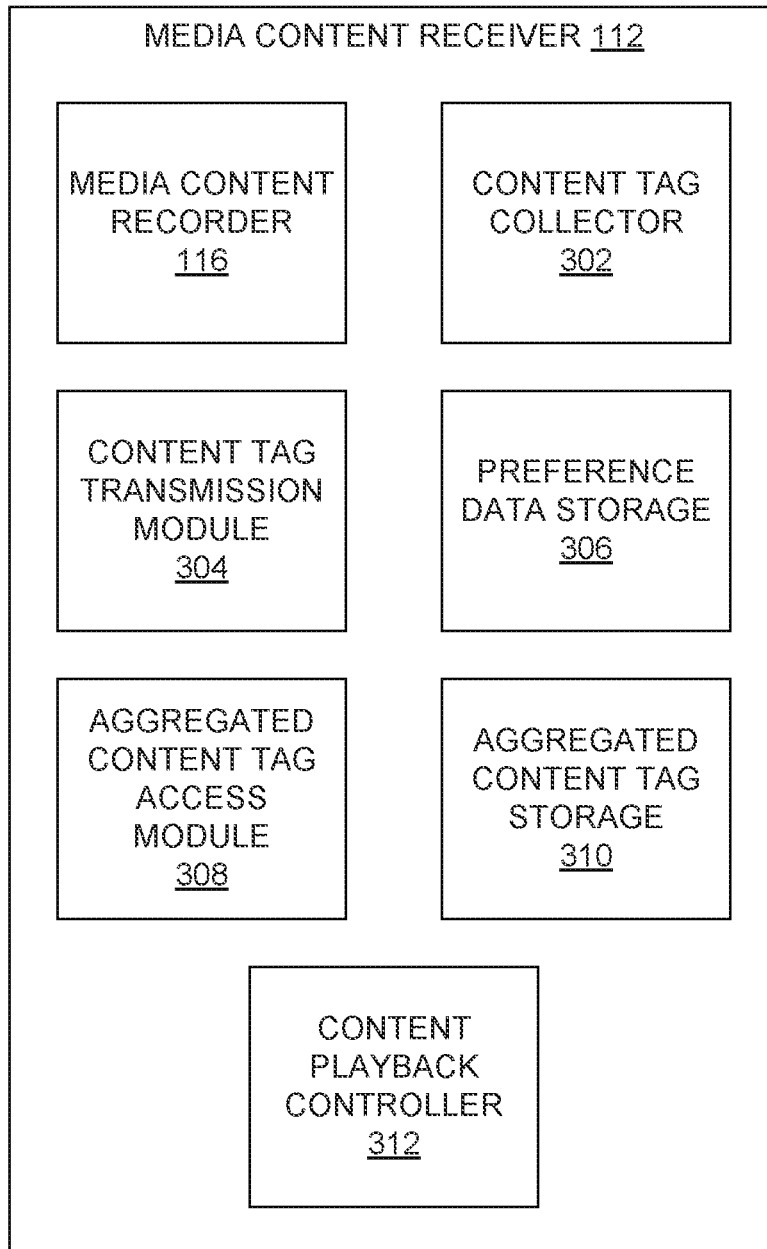 MEDIA CONTENT RECEIVER 112
MEDIA CONTENT
RECORDER
116
CONTENT TAG
COLLECTOR
302
CONTENT TAG
TRANSMISSION
MODULE
304
PREFERENCE
DATA STORAGE
306
AGGREGATED
CONTENT TAG
ACCESS
MODULE
308
AGGREGATED
CONTENT TAG
STORAGE
310
CONTENT
PLAYBACK
CONTROLLER
312